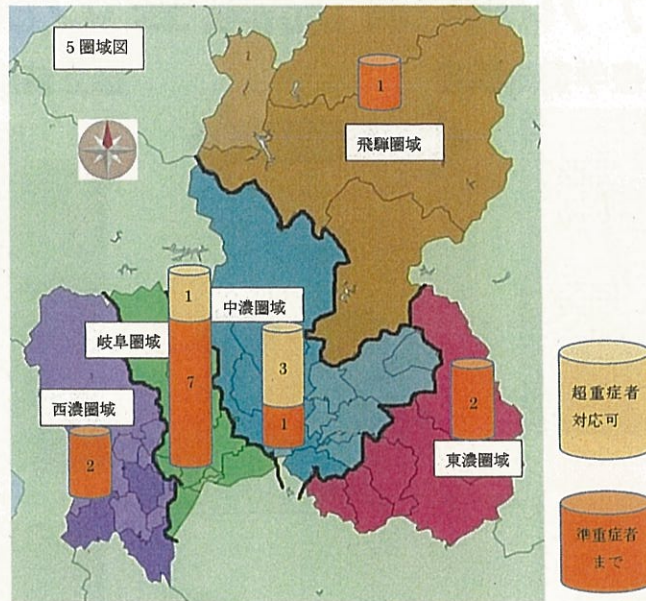 5圏域図
1
飛騨圏域
1
中濃圏域
岐阜圏域
7
3
1
西濃圏域
2
2
東濃圏域
超重症者
対応可
準重症者
まで